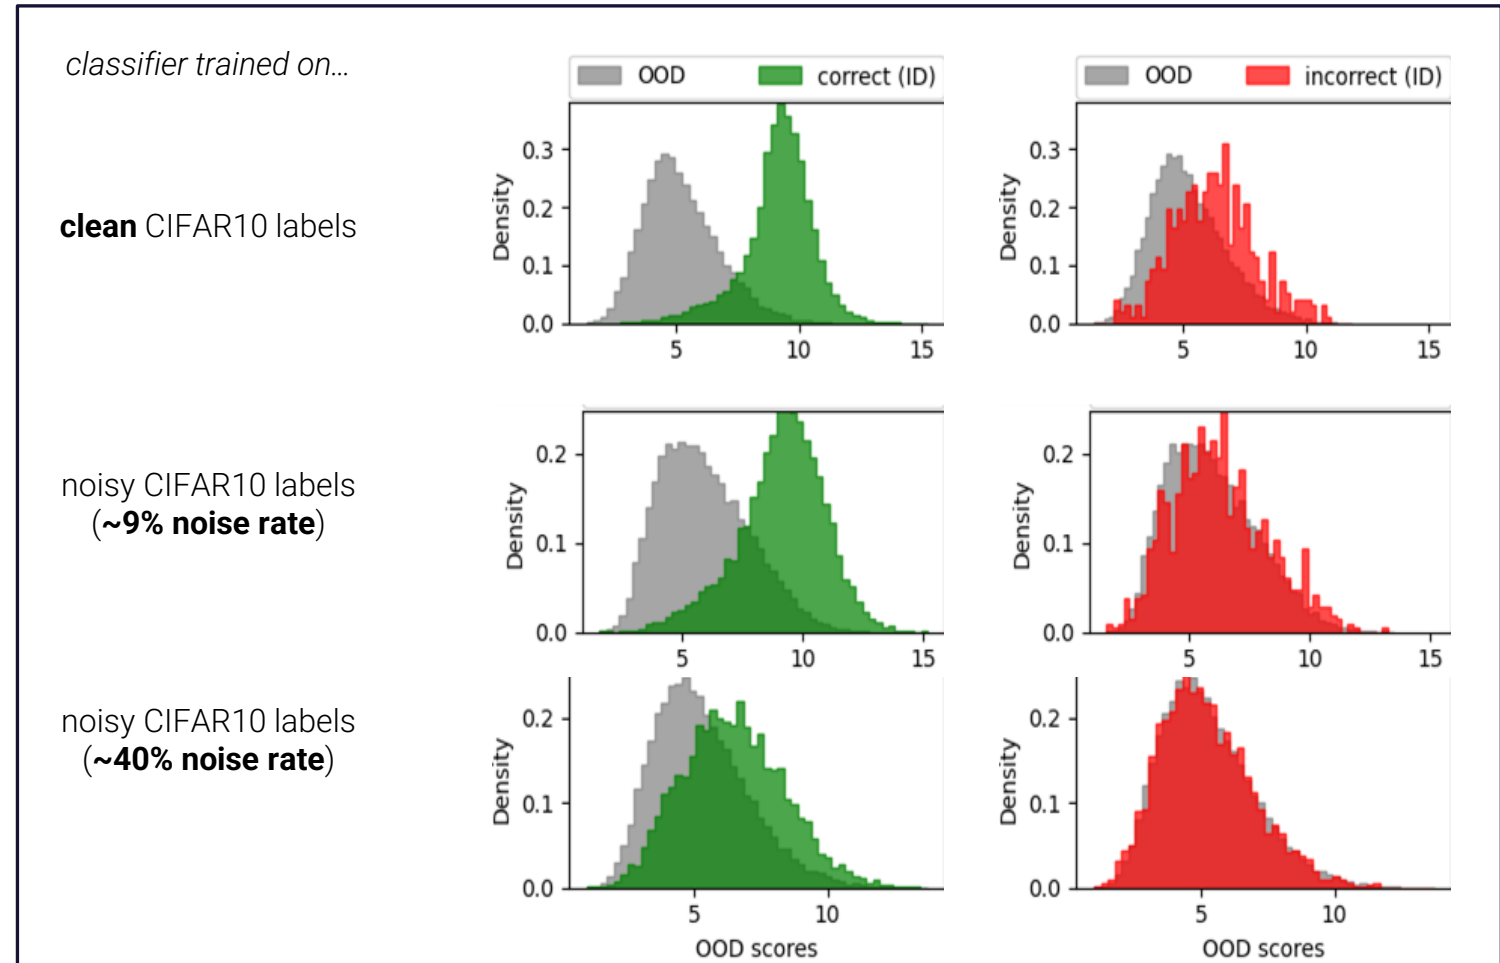 classifier trained on...
OOD correct (ID)
OOD incorrect (ID)
clean CIFAR10 labels
Density
0.3
0.2
0.1
0.0
5 10 15
Density
0.3
0.2
0.1
0.0
5 10 15
noisy CIFAR10 labels
(~9% noise rate)
Density
0.2
0.1
0.0
5 10 15
Density
0.2
0.1
0.0
5 10 15
noisy CIFAR10 labels
(~40% noise rate)
Density
0.2
0.1
0.0
5 10
OOD scores
Density
0.2
0.1
0.0
5 10
OOD scores